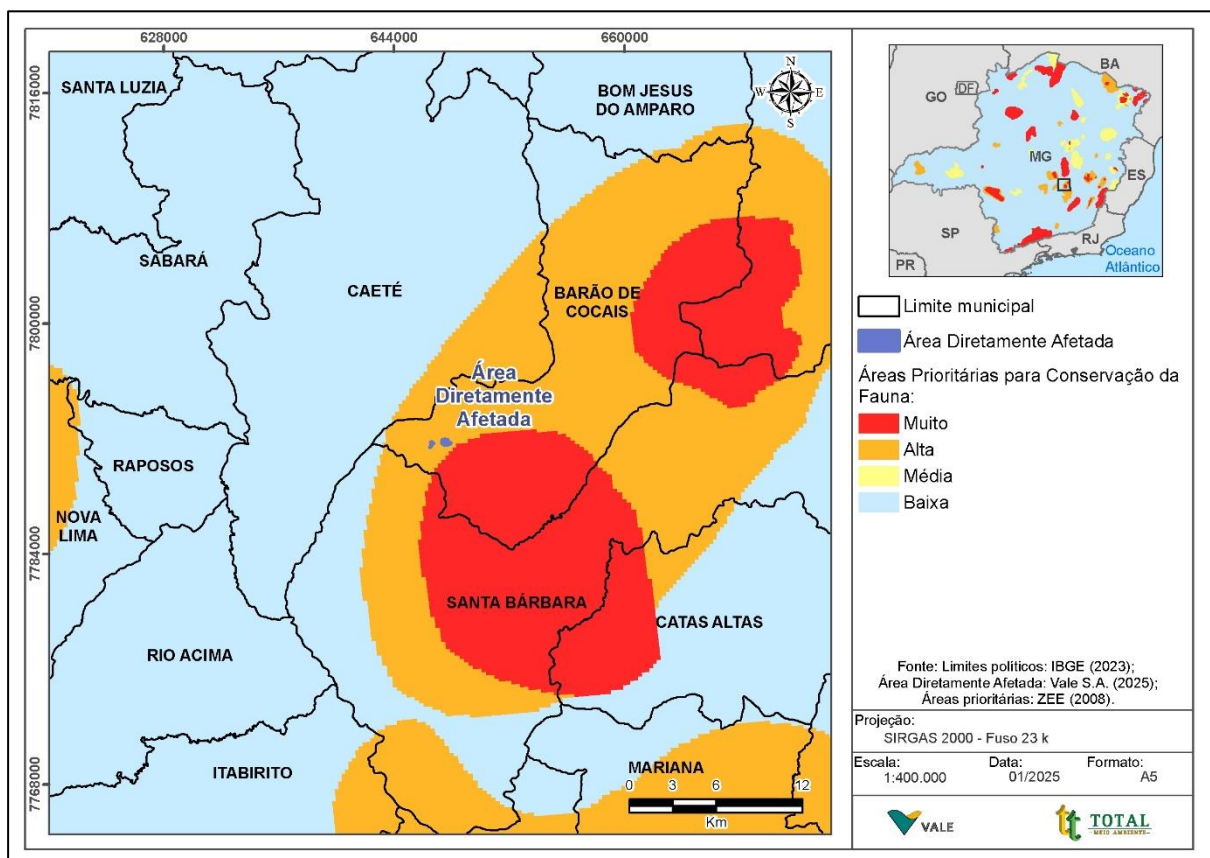 628000
644000
660000
7816000
7800000
7784000
7768000
SANTA LUZIA
BOM JESUS
DO AMPARO
N
W
E
S
SABARÁ
CAETÉ
BARÃO DE
COCAIS
Área
Diretamente
Afetada
RAPOSOS
NOVA
LIMA
SANTA BÁRBARA
CATAS ALTAS
RIO ACIMA
ITABIRITO
MARIANA
0 3 6 12
Km
BA
GO
DF
MG
ES
SP
RJ
PR
Oceano
Atlântico
Limite municipal
Área Diretamente Afetada
Áreas Prioritárias para Conservação da
Fauna:
Muito
Alta
Média
Baixa
Fonte: Limites políticos: IBGE (2023);
Área Diretamente Afetada: Vale S.A. (2025);
Áreas prioritárias: ZEE (2008).
Projeção:
SIRGAS 2000 - Fuso 23 k
Escala:
1:400.000
Data:
01/2025
Formato:
A5
VALE
tt TOTAL
MEIO AMBIENTE